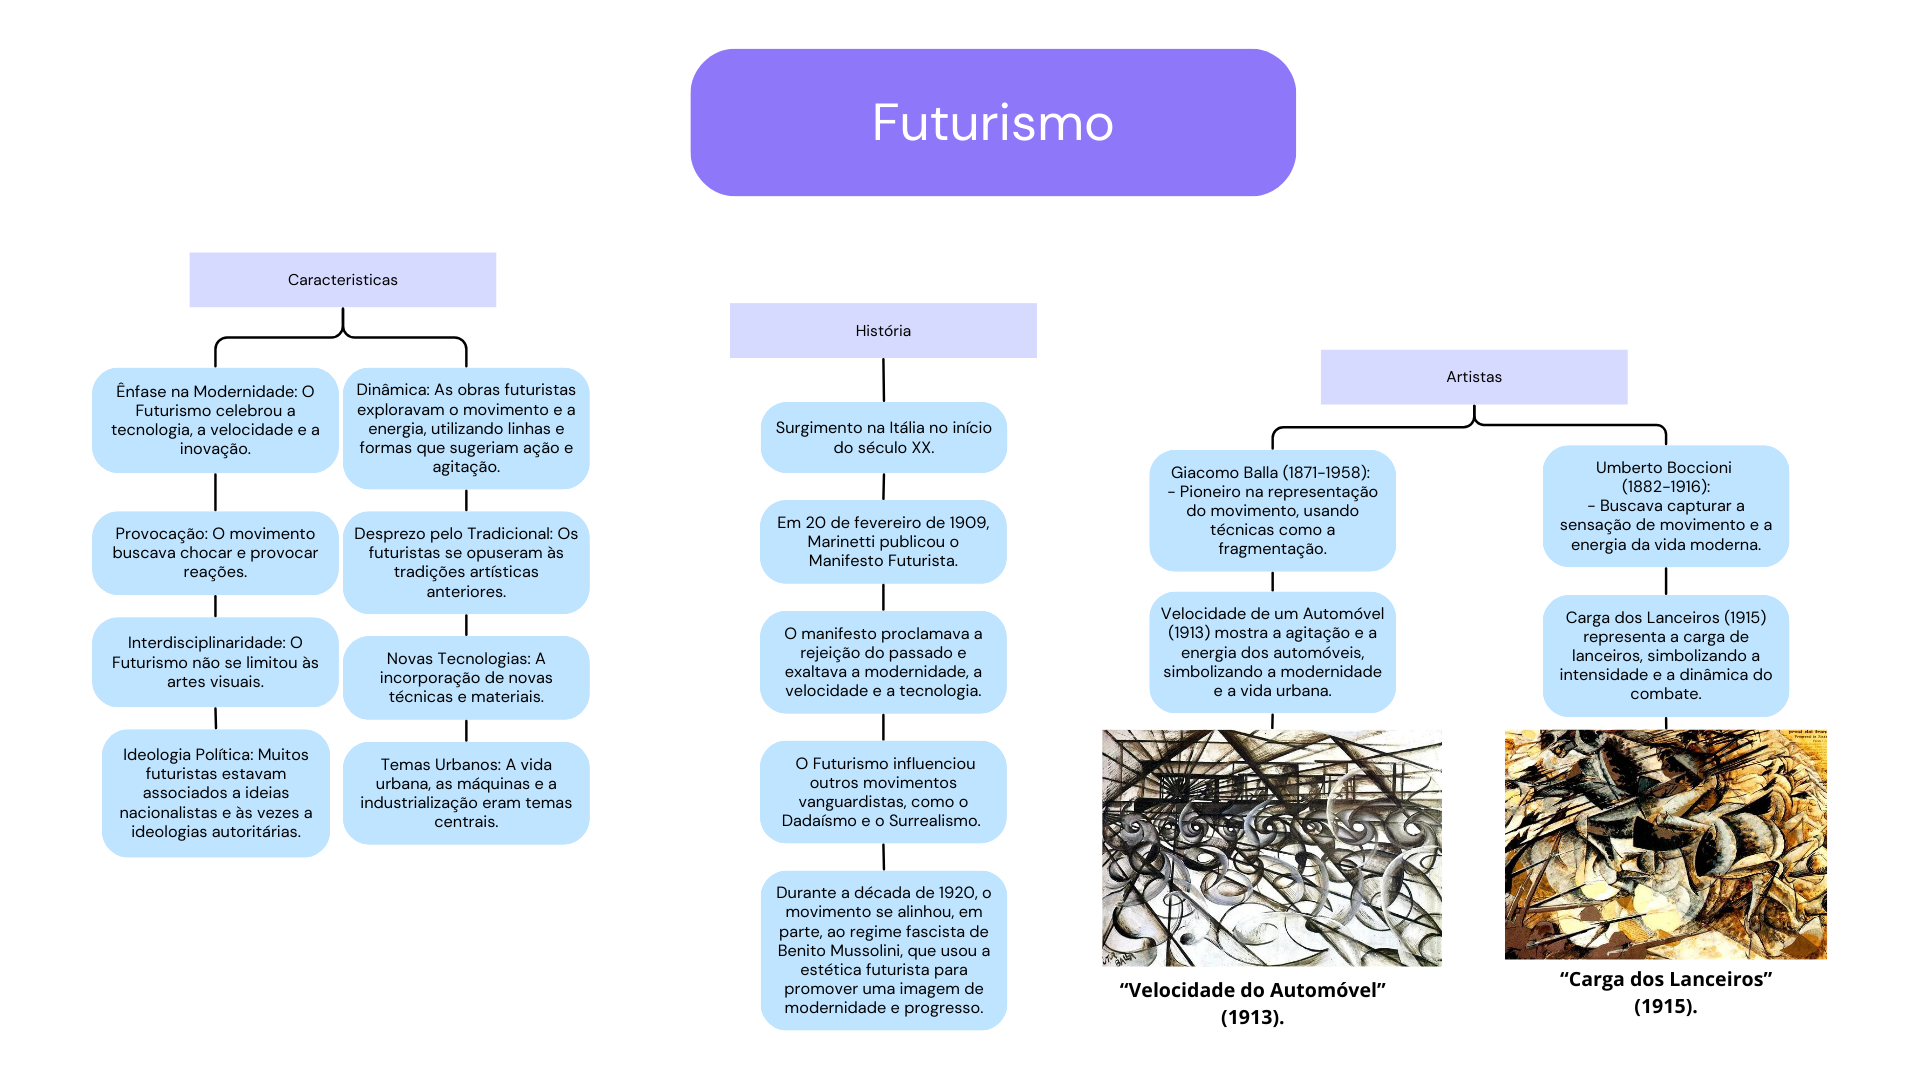 Futurismo
Caracteristicas
Ênfase na Modernidade: O
Futurismo celebrou a
tecnologia, a velocidade e a
inovação.
Provocação: O movimento
buscava chocar e provocar
reações.
Interdisciplinaridade: O
Futurismo não se limitou às
artes visuais.
Ideologia Política: Muitos
futuristas estavam
associados a ideias
nacionalistas e às vezes a
ideologias autoritárias.
Dinâmica: As obras futuristas
exploravam o movimento e a
energia, utilizando linhas e
formas que sugeriam ação e
agitação.
Desprezo pelo Tradicional: Os
futuristas se opuseram às
tradições artísticas
anteriores.
Novas Tecnologias: A
incorporação de novas
técnicas e materiais.
Temas Urbanos: A vida
urbana, as máquinas e a
industrialização eram temas
centrais.
História
Surgimento na Itália no início
do século XX.
Em 20 de fevereiro de 1909,
Marinetti publicou o
Manifesto Futurista.
O manifesto proclamava a
rejeição do passado e
exaltava a modernidade, a
velocidade e a tecnologia.
O Futurismo influenciou
outros movimentos
vanguardistas, como o
Dadaísmo e o Surrealismo.
Durante a década de 1920, o
movimento se alinhou, em
parte, ao regime fascista de
Benito Mussolini, que usou a
estética futurista para
promover uma imagem de
modernidade e progresso.
Artistas
Giacomo Balla (1871-1958):
- Pioneiro na representação
do movimento, usando
técnicas como a
fragmentação.
Velocidade de um Automóvel
(1913) mostra a agitação e a
energia dos automóveis,
simbolizando a modernidade
e a vida urbana.
BALLA
“Velocidade do Automóvel”
(1913).
Umberto Boccioni
(1882-1916):
- Buscava capturar a
sensação de movimento e a
energia da vida moderna.
Carga dos Lanceiros (1915)
representa a carga de
lanceiros, simbolizando a
intensidade e a dinâmica do
combate.
“Carga dos Lanceiros”
(1915).